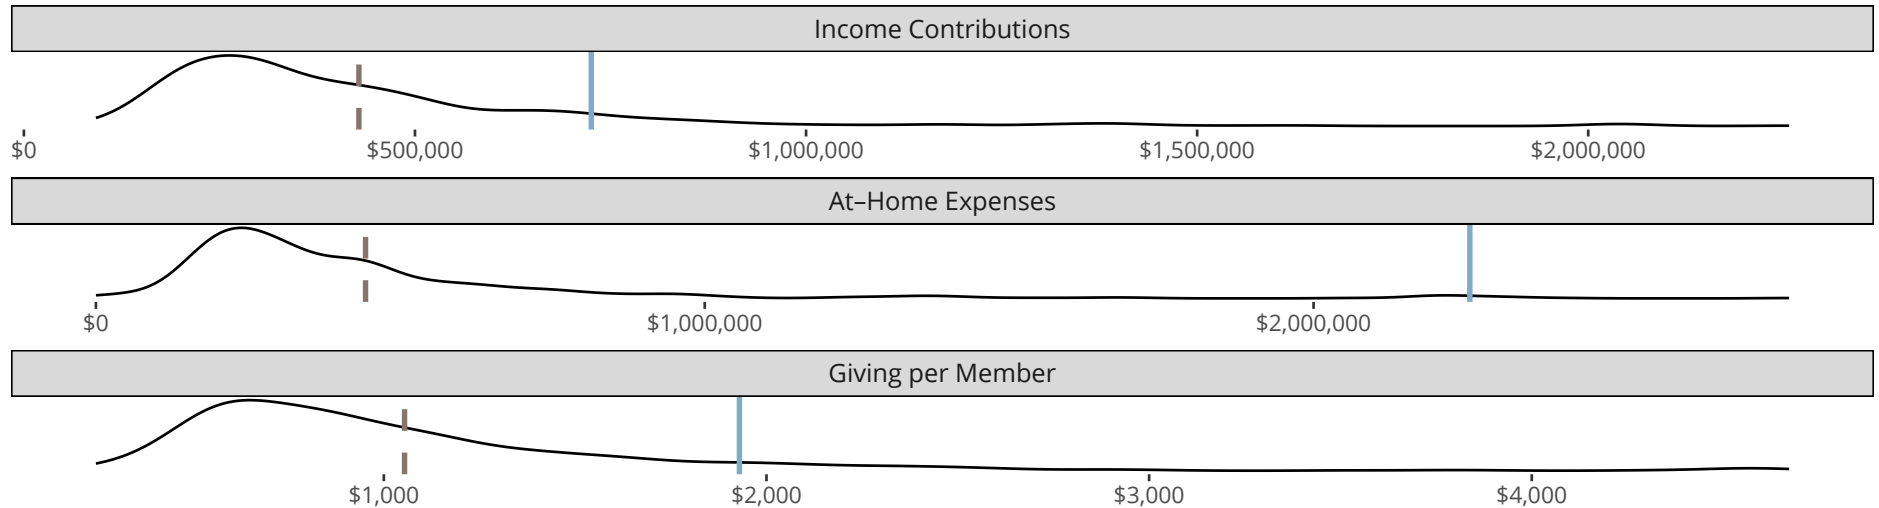 Income Contributions
$0 $500,000 $1,000,000 $1,500,000 $2,000,000
At–Home Expenses
$0 $1,000,000 $2,000,000
Giving per Member
$1,000 $2,000 $3,000 $4,000